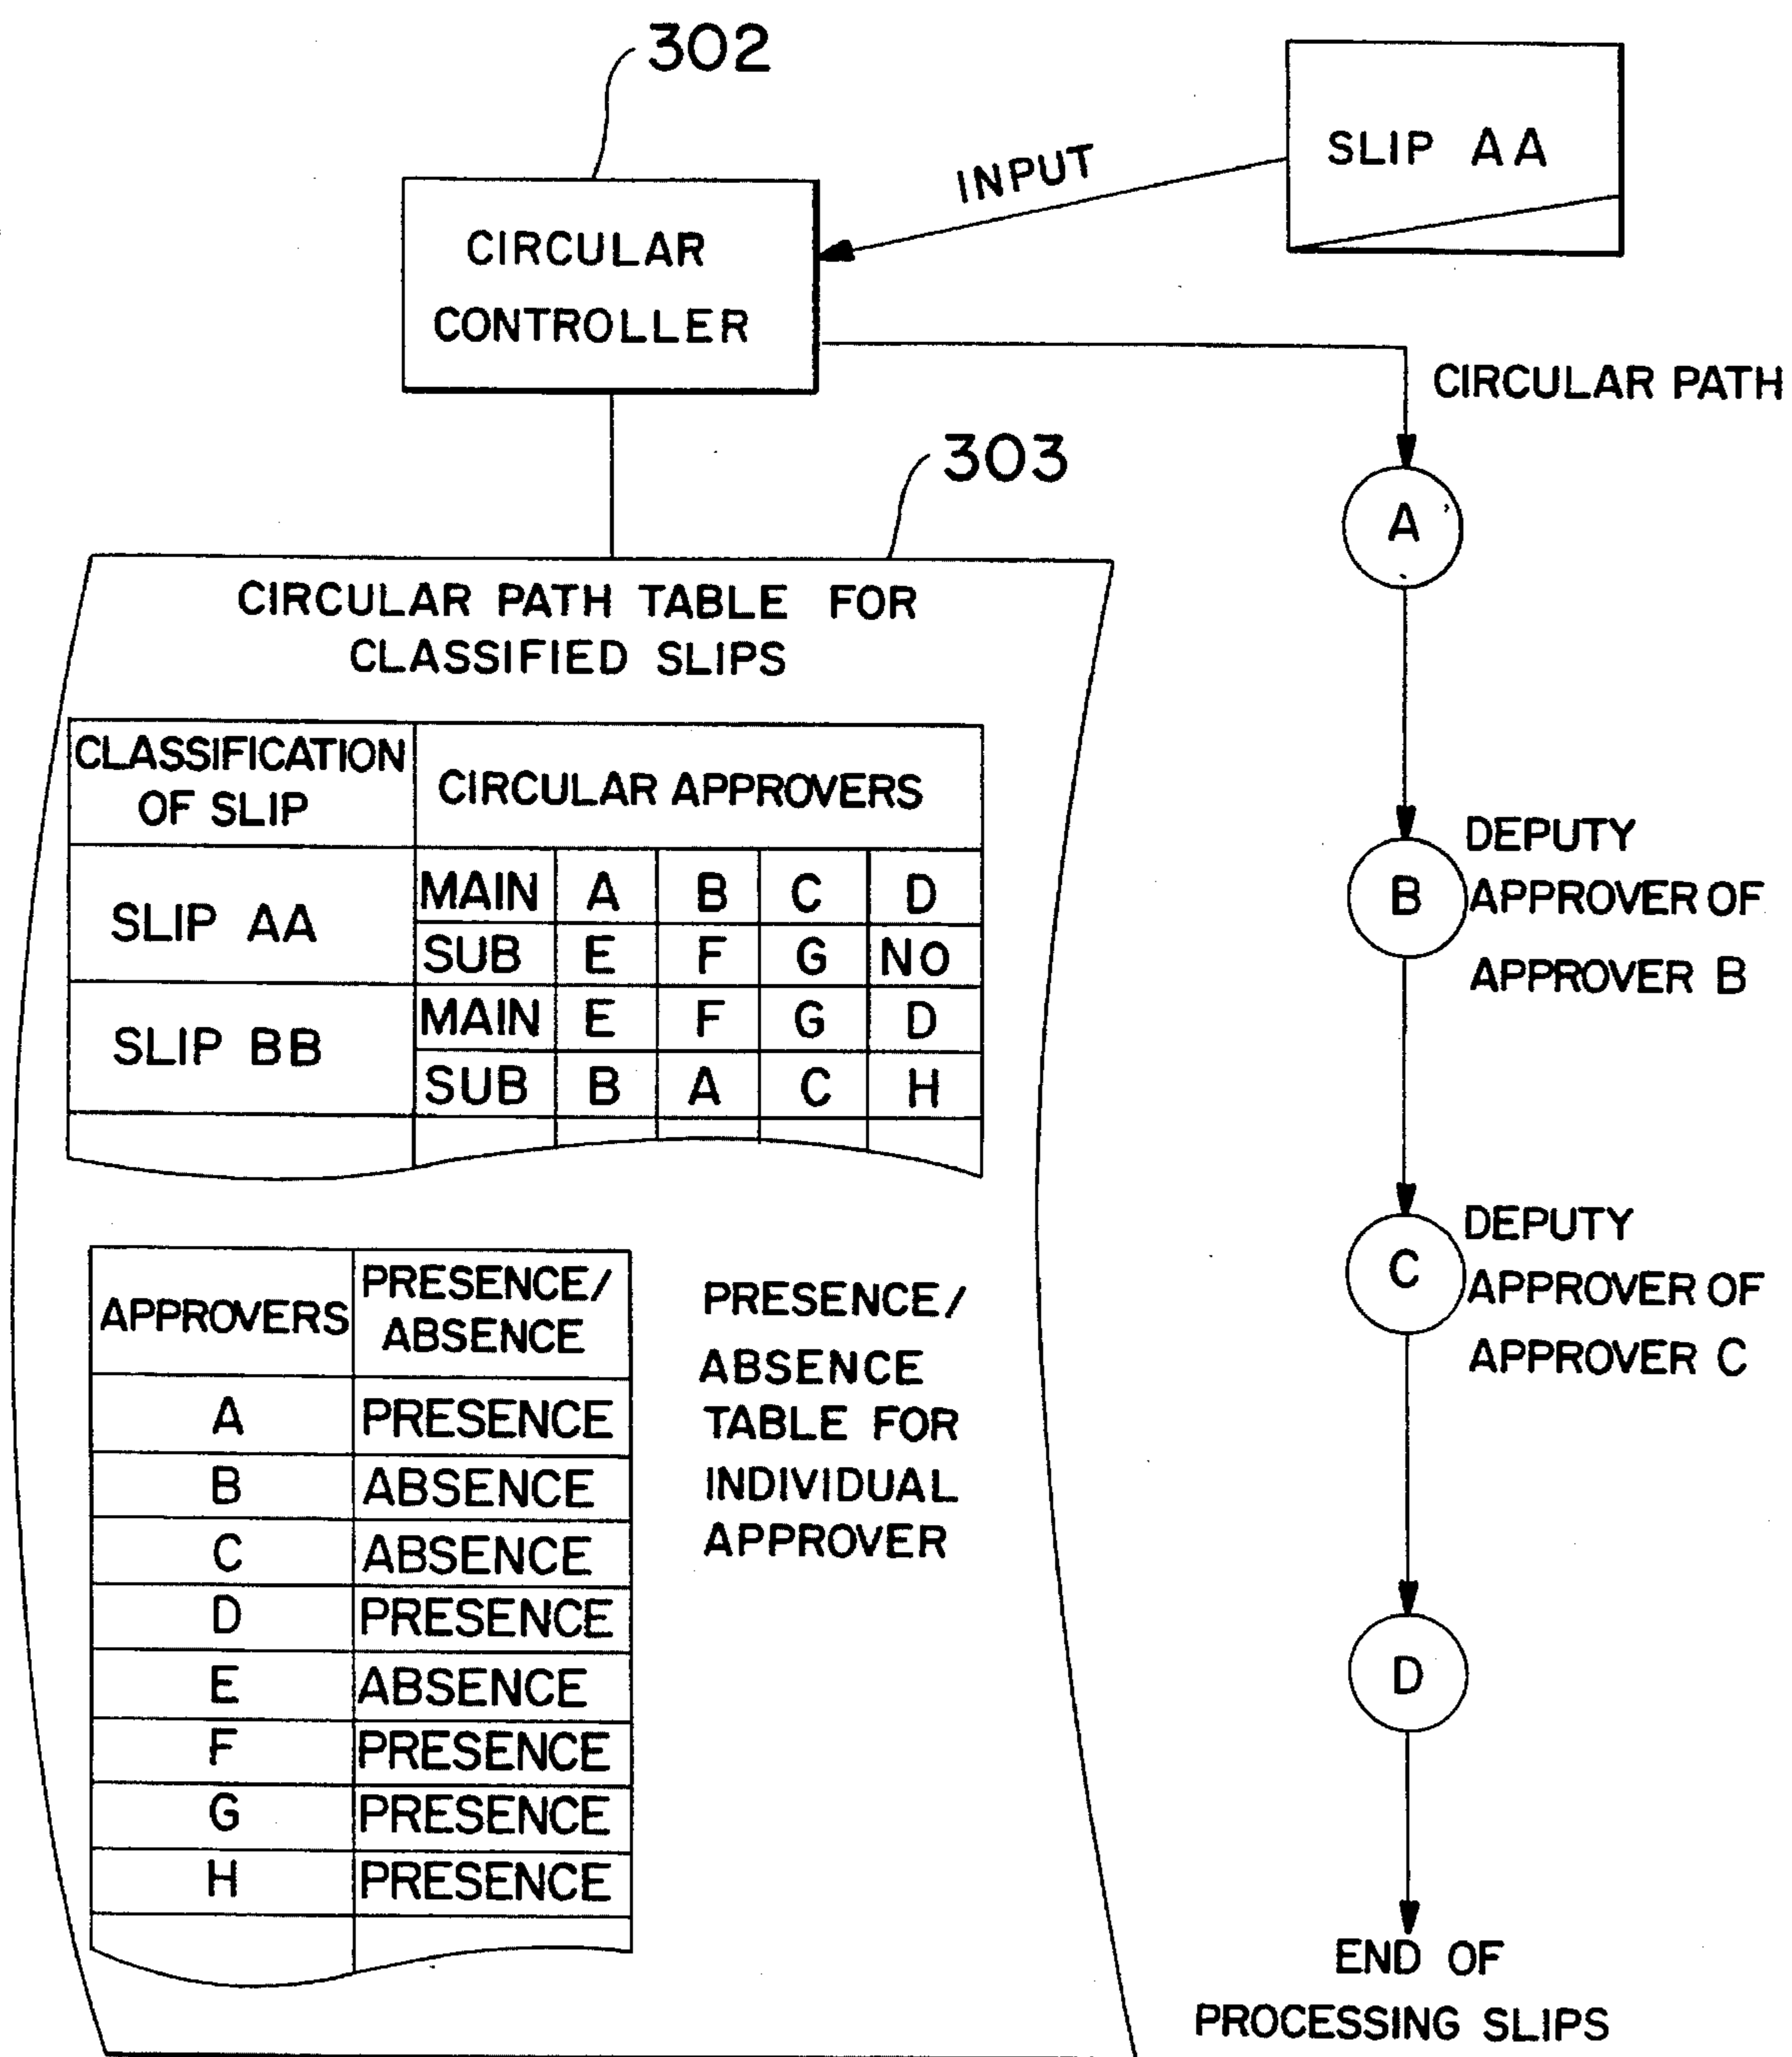 302
SLIP AA
INPUT
CIRCULAR
CONTROLLER
CIRCULAR PATH
303
A
CIRCULAR PATH TABLE FOR
CLASSIFIED SLIPS
CLASSIFICATION
OF SLIP
CIRCULAR APPROVERS
SLIP AA
MAIN A B C D
SUB E F G NO
SLIP BB
MAIN E F G D
SUB B A C H
B
DEPUTY
APPROVER OF
APPROVER B
C
DEPUTY
APPROVER OF
APPROVER C
APPROVERS
PRESENCE/
ABSENCE
A PRESENCE
B ABSENCE
C ABSENCE
D PRESENCE
E ABSENCE
F PRESENCE
G PRESENCE
H PRESENCE
PRESENCE/
ABSENCE
TABLE FOR
INDIVIDUAL
APPROVER
D
END OF
PROCESSING SLIPS